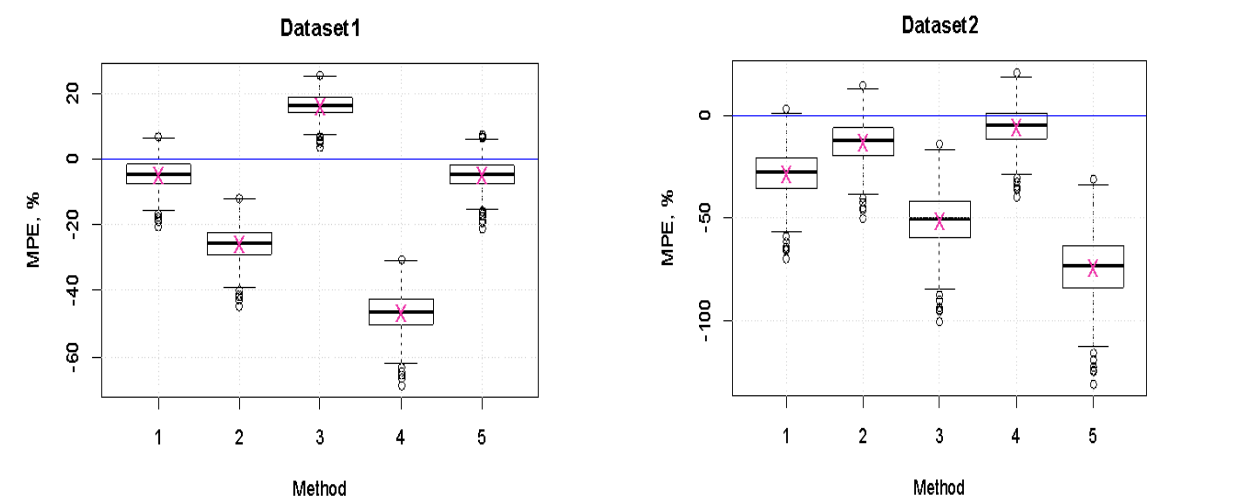 Dataset1
MPE, %
20
0
-20
-40
-60
1 2 3 4 5
Method
Dataset2
MPE, %
0
-50
-100
1 2 3 4 5
Method